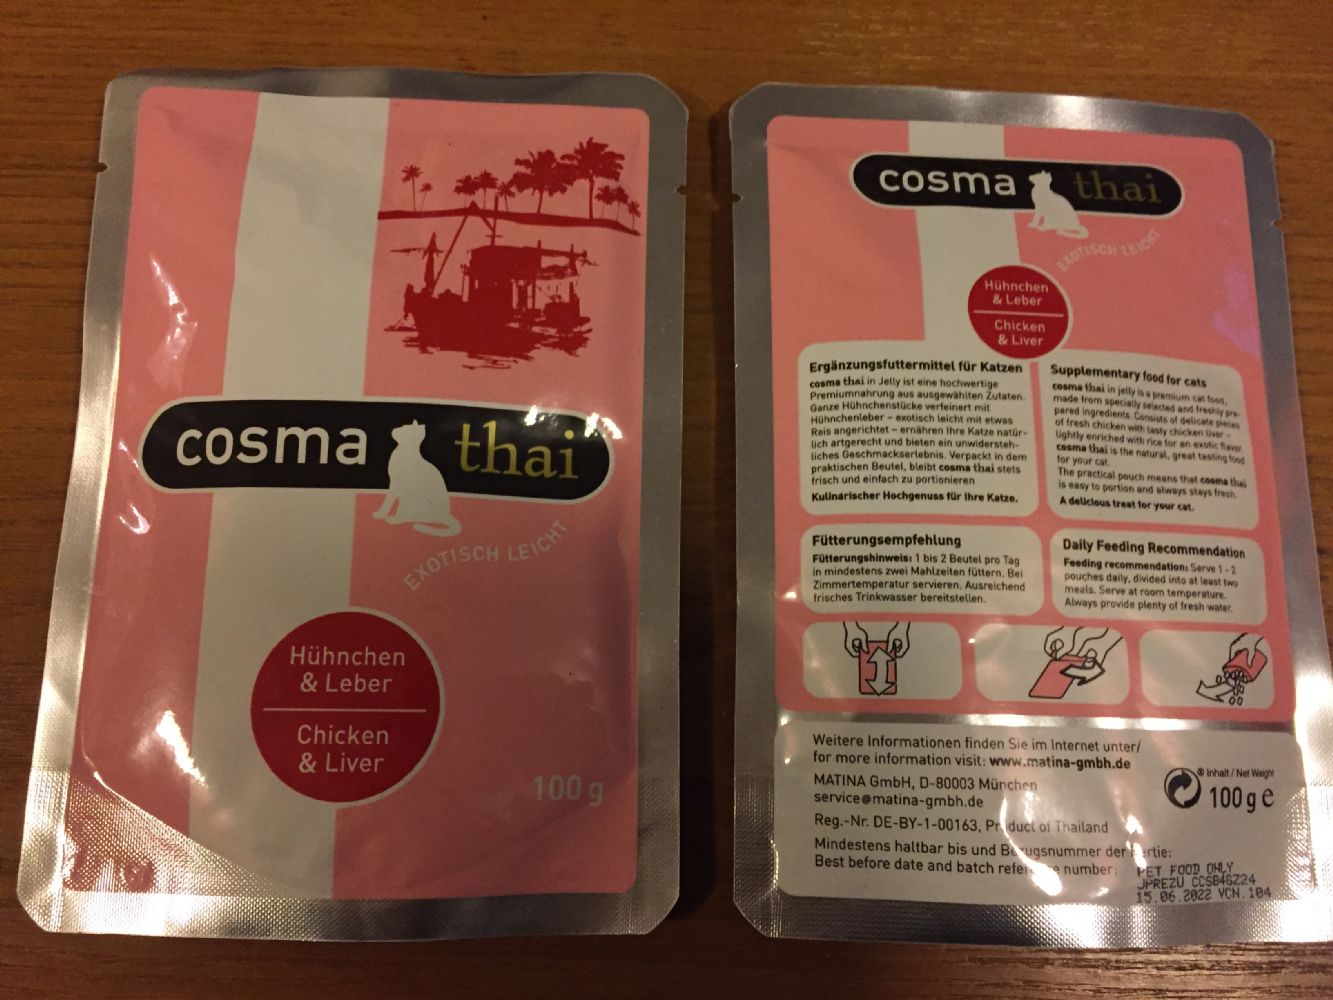 cosma thai
EXOTISCH LEICHT
Hühnchen
& Leber
Chicken
& Liver
100 g
cosma thai
EXOTISCH LEICHT
Hühnchen
& Leber
Chicken
& Liver
Ergänzungsfuttermittel für Katzen
cosma thai in Jelly ist eine hochwertige
Premiumnahrung aus ausgewählten Zutaten.
Ganze Hühnchenstücke verfeinert mit
Hühnchenleber – exotisch leicht mit etwas
Reis angerichtet – ernähren Ihre Katze natür-
lich artgerecht und bieten ein unwidersteh-
liches Geschmackserlebnis. Verpackt in dem
praktischen Beutel, bleibt cosma thai stets
frisch und einfach zu portionieren
Kulinarischer Hochgenuss für Ihre Katze.
Supplementary food for cats
cosma thai in jelly is a premium cat food,
made from specially selected and freshly pre-
pared ingredients. Consists of delicate pieces
of fresh chicken with tasty chicken liver –
lightly enriched with rice for an exotic flavor.
cosma thai is the natural, great tasting food
for your cat.
The practical pouch means that cosma thai
is easy to portion and always stays fresh.
A delicious treat for your cat.
Fütterungsempfehlung
Fütterungshinweis: 1 bis 2 Beutel pro Tag
in mindestens zwei Mahlzeiten füttern. Bei
Zimmertemperatur servieren. Ausreichend
frisches Trinkwasser bereitstellen.
Daily Feeding Recommendation
Feeding recommendation: Serve 1 - 2
pouches daily, divided into at least two
meals. Serve at room temperature.
Always provide plenty of fresh water.
Weitere Informationen finden Sie im Internet unter/
for more information visit: www.matina-gmbh.de
MATINA GmbH, D-80003 München
service@matina-gmbh.de
Reg.-Nr. DE-BY-1-00163, Product of Thailand
Mindestens haltbar bis und Bezugsnummer der Partie:
Best before date and batch reference number:
® Inhalt / Net Weight
100 g e
PET FOOD ONLY
JPREZU CCSB4GZ24
15.06.2022 VCN.104